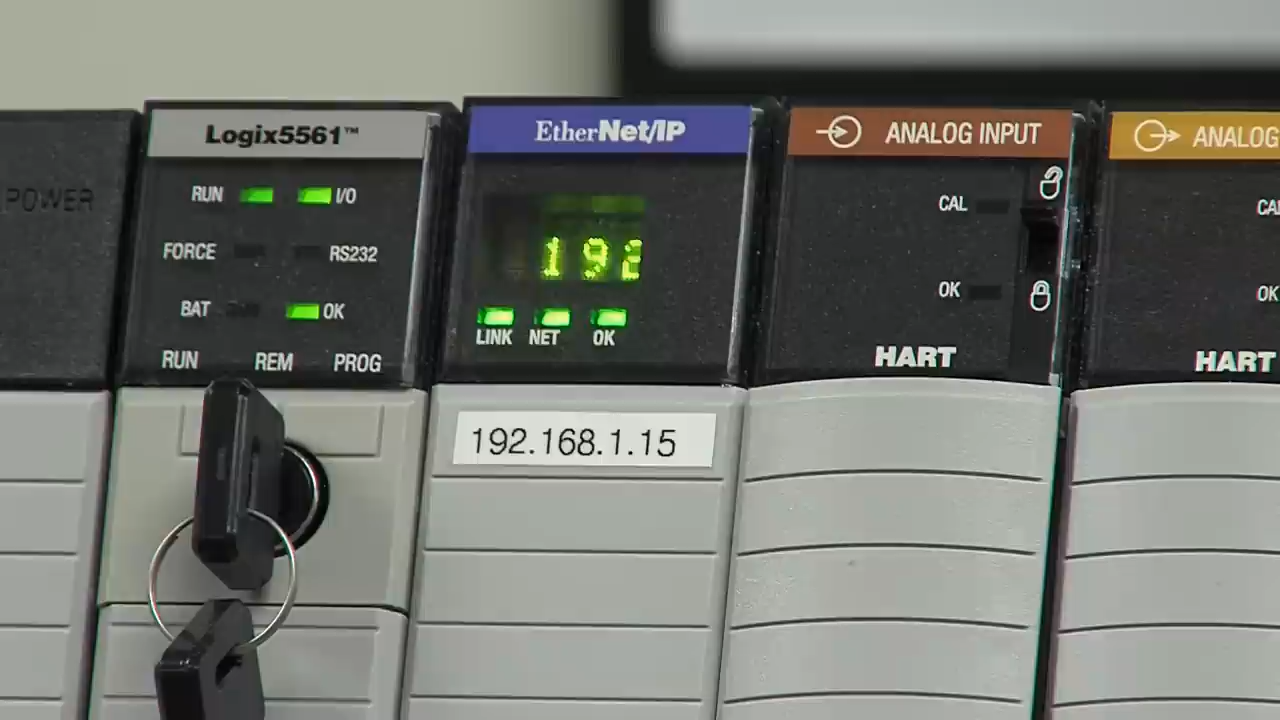 POWER
Logix5561™
RUN I/O
FORCE RS232
BAT OK
RUN REM PROG
EtherNet/IP
192
LINK NET OK
192.168.1.15
ANALOG INPUT
CAL
OK
HART
ANALOG
CAL
OK
HART